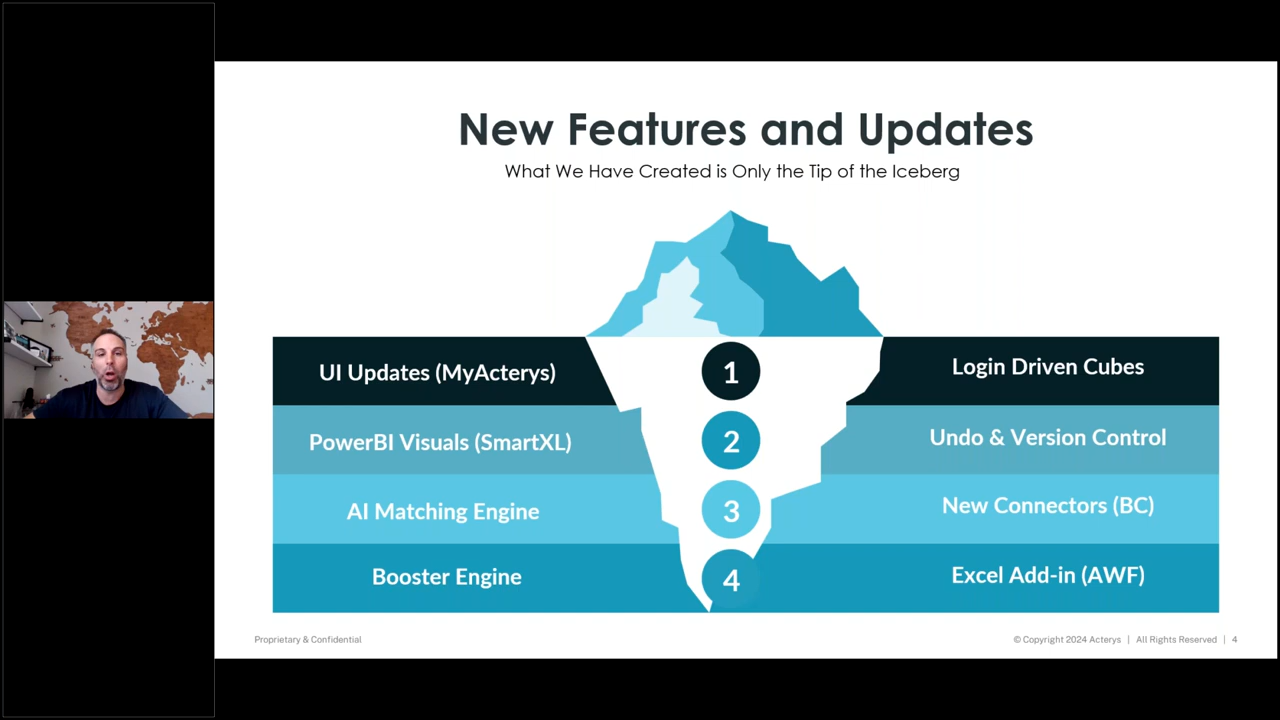 New Features and Updates
What We Have Created is Only the Tip of the Iceberg
UI Updates (MyActerys)
1
Login Driven Cubes
PowerBI Visuals (SmartXL)
2
Undo & Version Control
AI Matching Engine
3
New Connectors (BC)
Booster Engine
4
Excel Add-in (AWF)
Proprietary & Confidential
© Copyright 2024 Acterys | All Rights Reserved | 4